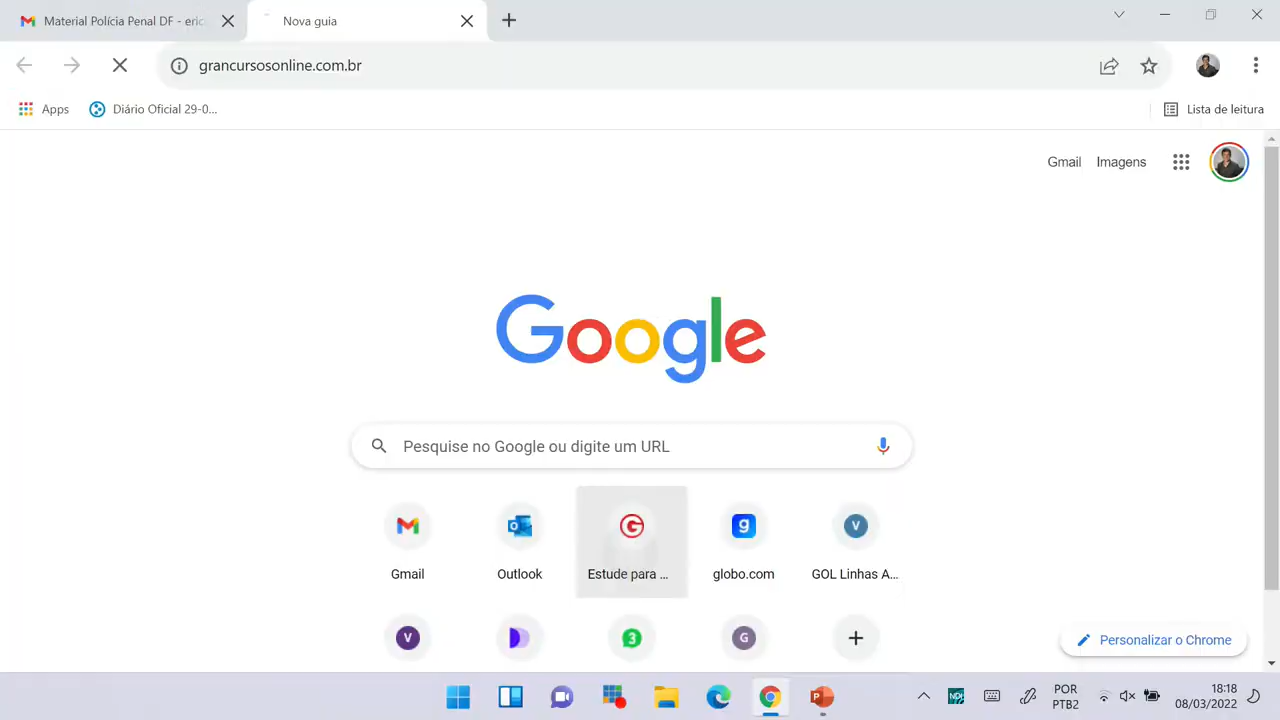 Material Polícia Penal DF - eric
Nova guia
grancursosonline.com.br
Apps
Diário Oficial 29-0...
Lista de leitura
Gmail
Imagens
Google
Pesquise no Google ou digite um URL
Gmail
Outlook
Estude para ...
globo.com
GOL Linhas A...
Personalizar o Chrome
POR
PTB2
18:18
08/03/2022